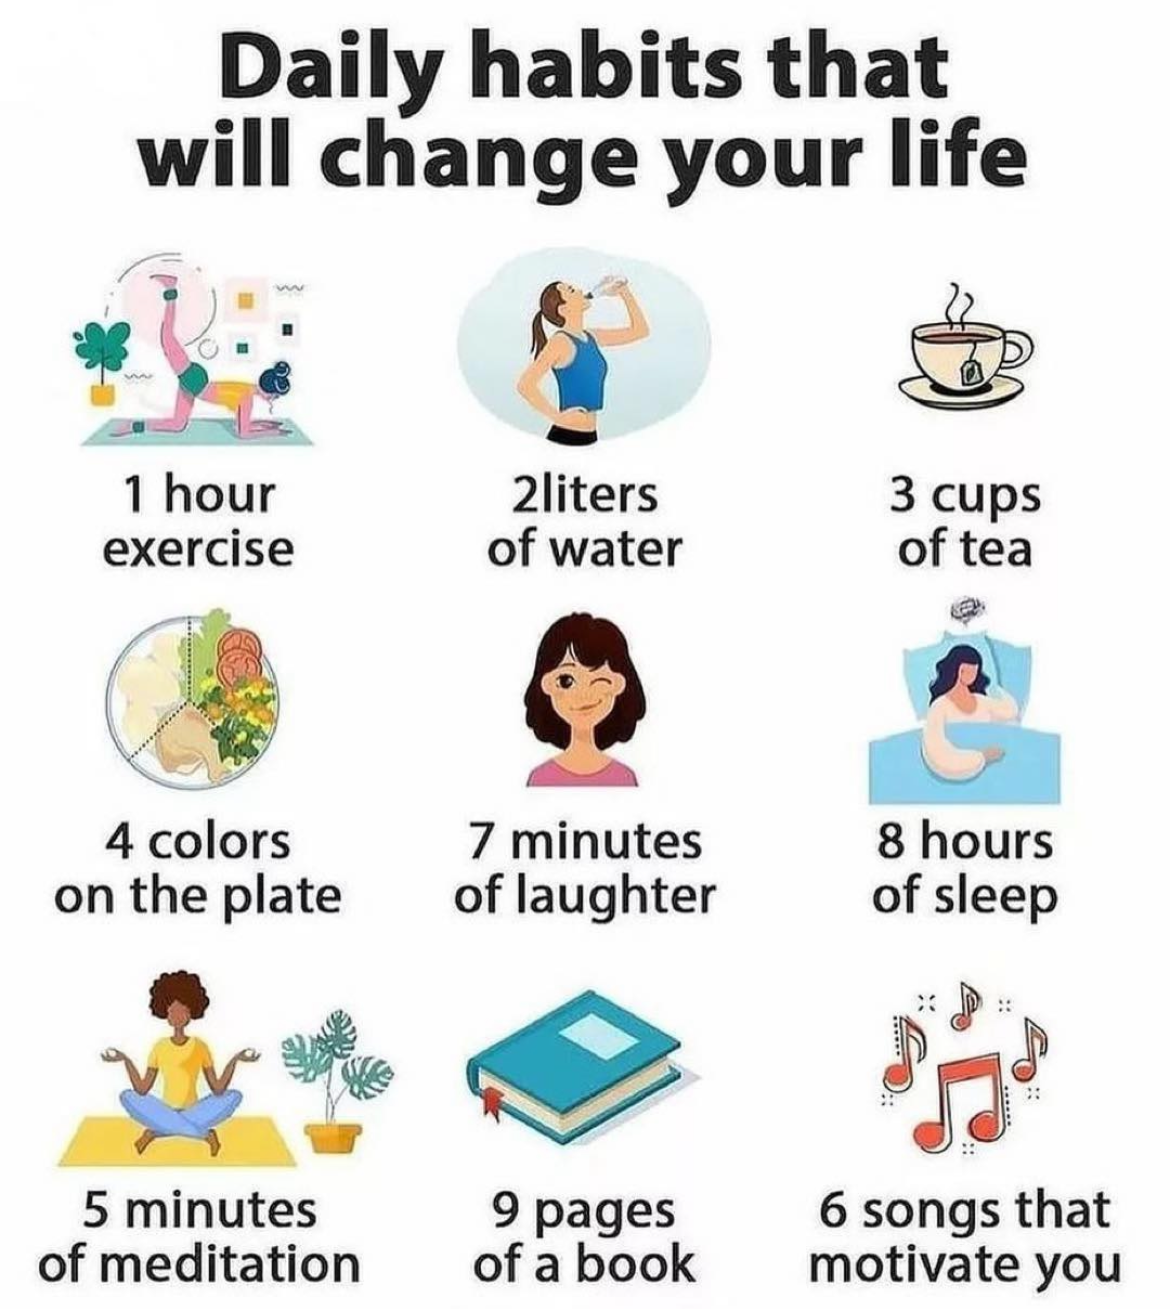 Daily habits that
will change your life
1 hour
exercise
2liters
of water
3 cups
of tea
4 colors
on the plate
7 minutes
of laughter
8 hours
of sleep
5 minutes
of meditation
9 pages
of a book
6 songs that
motivate you